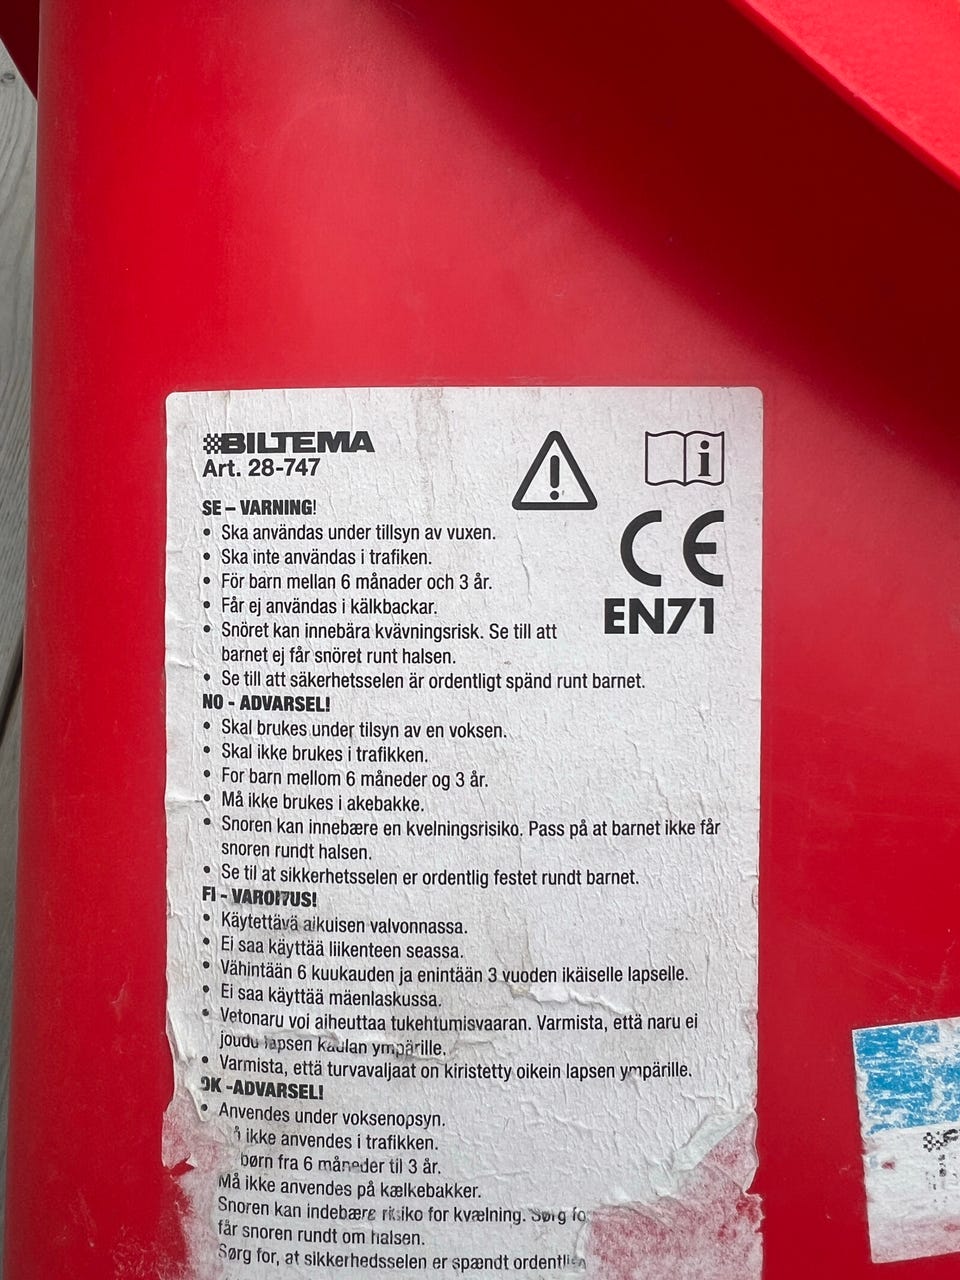 BILTEMA
Art. 28-747
i
CE
EN71
SE – VARNING!
• Ska användas under tillsyn av vuxen.
• Ska inte användas i trafiken.
• För barn mellan 6 månader och 3 år.
• Får ej användas i kälkbackar.
• Snöret kan innebära kvävningsrisk. Se till att
barnet ej får snöret runt halsen.
• Se till att säkerhetsselen är ordentligt spänd runt barnet.
NO - ADVARSEL!
• Skal brukes under tilsyn av en voksen.
• Skal ikke brukes i trafikken.
• For barn mellom 6 måneder og 3 år.
• Må ikke brukes i akebakke.
• Snoren kan innebære en kvelningsrisiko. Pass på at barnet ikke får
snoren rundt halsen.
• Se til at sikkerhetsselen er ordentlig festet rundt barnet.
FI - VAROITUS!
• Käytettävä aikuisen valvonnassa.
• Ei saa käyttää liikenteen seassa.
• Vähintään 6 kuukauden ja enintään 3 vuoden ikäiselle lapselle.
• Ei saa käyttää mäenlaskussa.
• Vetonaru voi aiheuttaa tukehtumisvaaran. Varmista, että naru ei
joudu lapsen kaulan ympärille.
• Varmista, että turvavaljaat on kiristetty oikein lapsen ympärille.
DK -ADVARSEL!
• Anvendes under voksenopsyn.
ikke anvendes i trafikken.
børn fra 6 måneder til 3 år.
Må ikke anvendes på kælkebakker.
Snoren kan indebære risiko for kvælning. Sørg
får snoren rundt om halsen.
Sørg for, at sikkerhedsselen er spændt